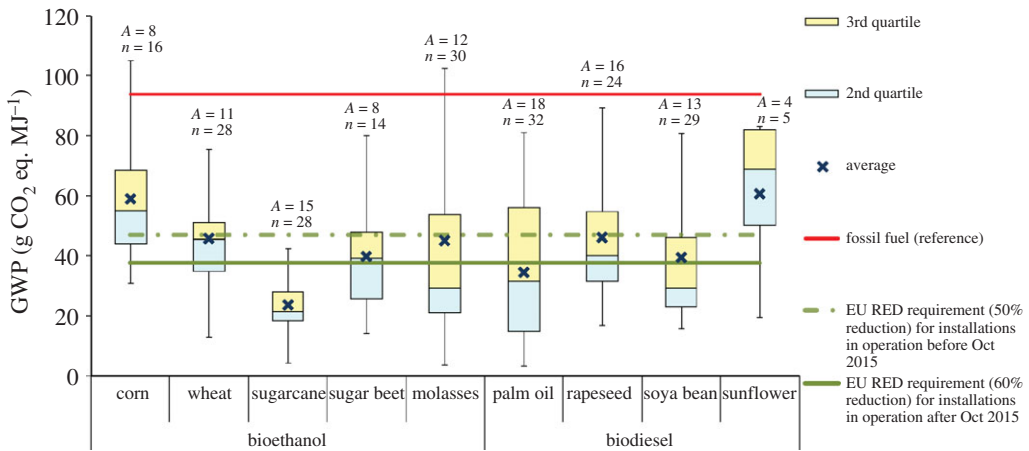 120
100
80
60
40
20
0
GWP (g CO₂ eq. MJ⁻¹)
A = 8
n = 16
A = 11
n = 28
A = 15
n = 28
A = 8
n = 14
A = 12
n = 30
A = 18
n = 32
A = 16
n = 24
A = 13
n = 29
A = 4
n = 5
corn
wheat
sugarcane
sugar beet
molasses
palm oil
rapeseed
soya bean
sunflower
bioethanol
biodiesel
3rd quartile
2nd quartile
average
fossil fuel (reference)
EU RED requirement (50%
reduction) for installations
in operation before Oct
2015
EU RED requirement (60%
reduction) for installations
in operation after Oct 2015